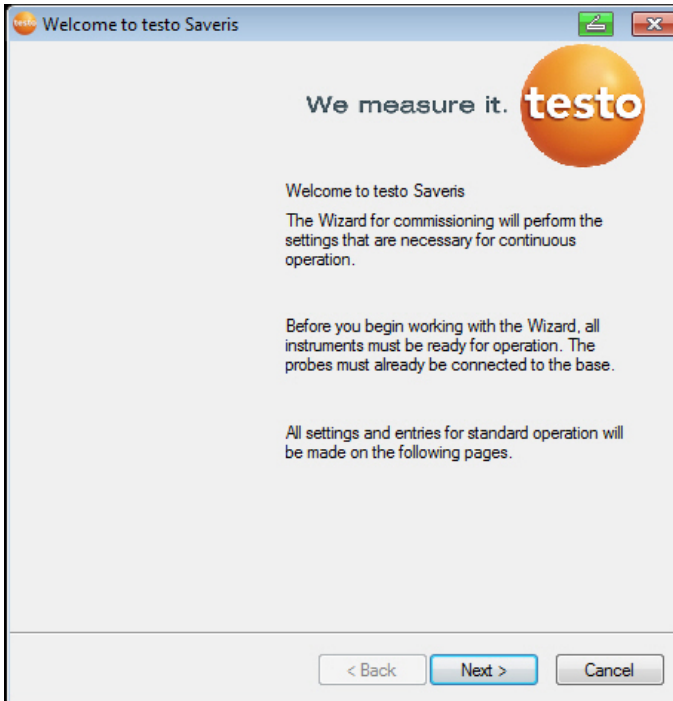 testo Welcome to testo Saveris
We measure it. testo
Welcome to testo Saveris
The Wizard for commissioning will perform the
settings that are necessary for continuous
operation.
Before you begin working with the Wizard, all
instruments must be ready for operation. The
probes must already be connected to the base.
All settings and entries for standard operation will
be made on the following pages.
< Back Next > Cancel